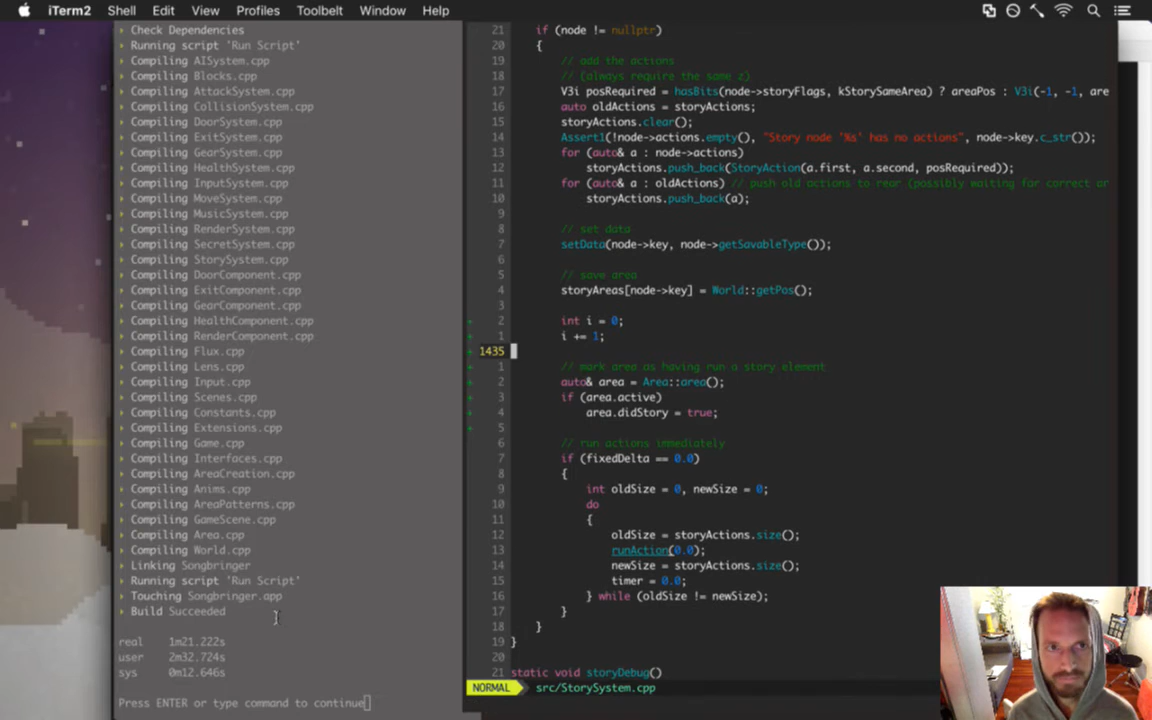 iTerm2 Shell Edit View Profiles Toolbelt Window Help
Check Dependencies
Running script 'Run Script'
Compiling AISystem.cpp
Compiling Blocks.cpp
Compiling AttackSystem.cpp
Compiling CollisionSystem.cpp
Compiling DoorSystem.cpp
Compiling ExitSystem.cpp
Compiling GearSystem.cpp
Compiling HealthSystem.cpp
Compiling InputSystem.cpp
Compiling MoveSystem.cpp
Compiling MusicSystem.cpp
Compiling RenderSystem.cpp
Compiling SecretSystem.cpp
Compiling StorySystem.cpp
Compiling DoorComponent.cpp
Compiling ExitComponent.cpp
Compiling GearComponent.cpp
Compiling HealthComponent.cpp
Compiling RenderComponent.cpp
Compiling Flux.cpp
Compiling Lens.cpp
Compiling Input.cpp
Compiling Scenes.cpp
Compiling Constants.cpp
Compiling Extensions.cpp
Compiling Game.cpp
Compiling Interfaces.cpp
Compiling AreaCreation.cpp
Compiling Anims.cpp
Compiling AreaPatterns.cpp
Compiling GameScene.cpp
Compiling Area.cpp
Compiling World.cpp
Linking Songbringer
Running script 'Run Script'
Touching Songbringer.app
Build Succeeded
real 1m21.222s
user 2m32.724s
sys 0m12.646s
Press ENTER or type command to continue
21 if (node != nullptr)
20 {
19 // add the actions
18 // (always require the same z)
17 V3i posRequired = hasBits(node->storyFlags, kStorySameArea) ? areaPos : V3i(-1, -1, are
16 auto oldActions = storyActions;
15 storyActions.clear();
14 Assert1(!node->actions.empty(), "Story node '%s' has no actions", node->key.c_str());
13 for (auto& a : node->actions)
12 storyActions.push_back(StoryAction(a.first, a.second, posRequired));
11 for (auto& a : oldActions) // push old actions to rear (possibly waiting for correct ar
10 storyActions.push_back(a);
9
8 // set data
7 setData(node->key, node->getSavableType());
6
5 // save area
4 storyAreas[node->key] = World::getPos();
3
2 int i = 0;
1 i += 1;
1435
1 // mark area as having run a story element
2 auto& area = Area::area();
3 if (area.active)
4 area.didStory = true;
5
6 // run actions immediately
7 if (fixedDelta == 0.0)
8 {
9 int oldSize = 0, newSize = 0;
10 do
11 {
12 oldSize = storyActions.size();
13 runAction(0.0);
14 newSize = storyActions.size();
15 timer = 0.0;
16 } while (oldSize != newSize);
17 }
18 }
19 }
20
21 static void storyDebug()
NORMAL src/StorySystem.cpp